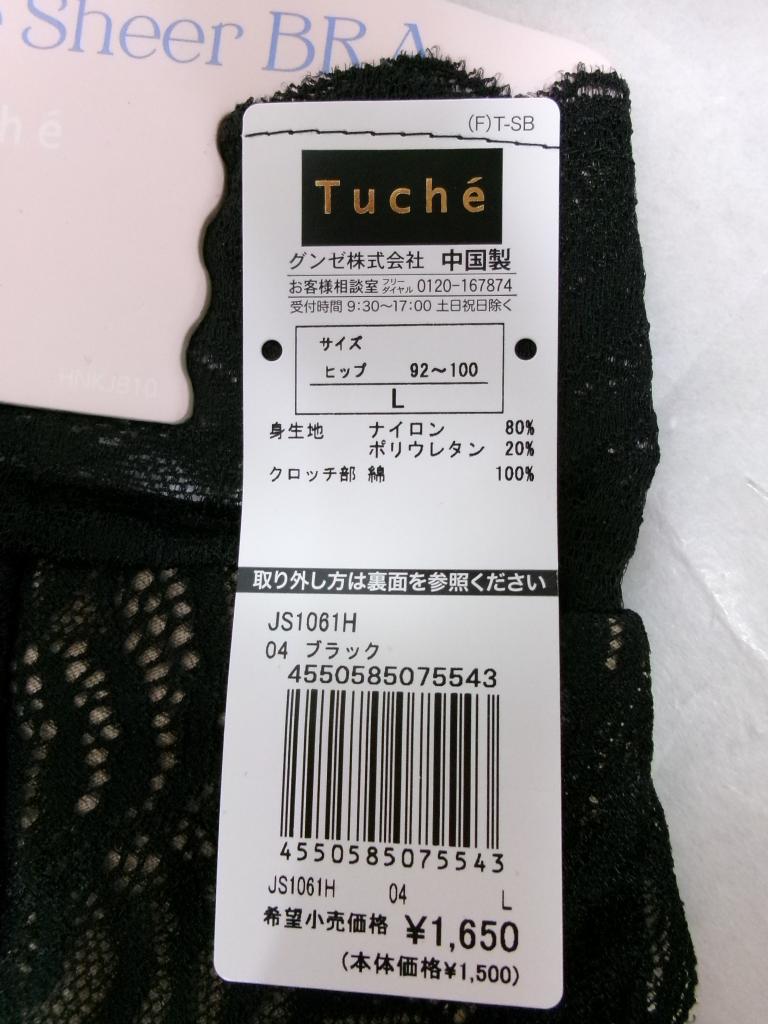 Sheer BRA
hé
HNKJ810
(F)T-SB
Tuché
グンゼ株式会社 中国製
お客様相談室 フリーダイヤル 0120-167874
受付時間 9:30～17:00 土日祝日除く
サイズ
ヒップ 92～100
L
身生地 ナイロン 80%
ポリウレタン 20%
クロッチ部 綿 100%
取り外し方は裏面を参照ください
JS1061H
04 ブラック
4550585075543
4550585075543
JS1061H 04 L
希望小売価格 ¥1,650
(本体価格¥1,500)